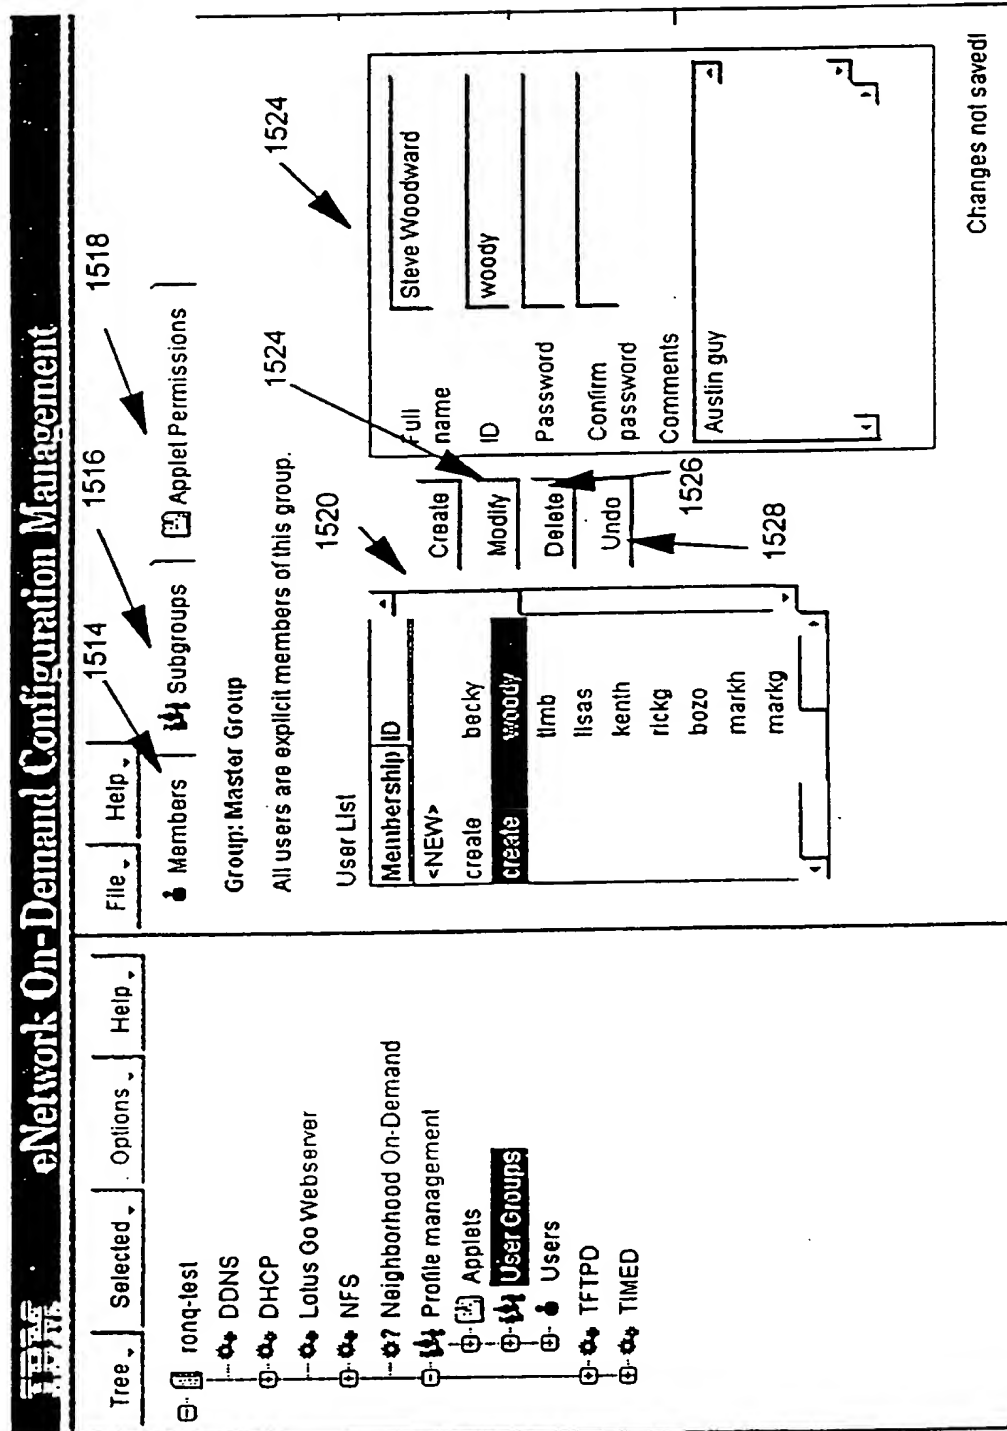 IBM eNetwork On-Demand Configuration Management
Tree Selected Options Help
ronq-test
DDNS
DHCP
Lotus Go Webserver
NFS
? Neighborhood On-Demand
Profile management
Applets
User Groups
Users
TFTPD
TIMED
File Help
1514
1516
1518
Members Subgroups Applet Permissions
Group: Master Group
All users are explicit members of this group.
1520
1524
1524
User List
Membership ID
<NEW>
create becky
create woody
timb
lisas
kenth
rickg
bozo
markh
markg
Create
Modify
Delete
Undo
1526
1528
Full name Steve Woodward
ID woody
Password
Confirm password
Comments
Austin guy
Changes not saved!